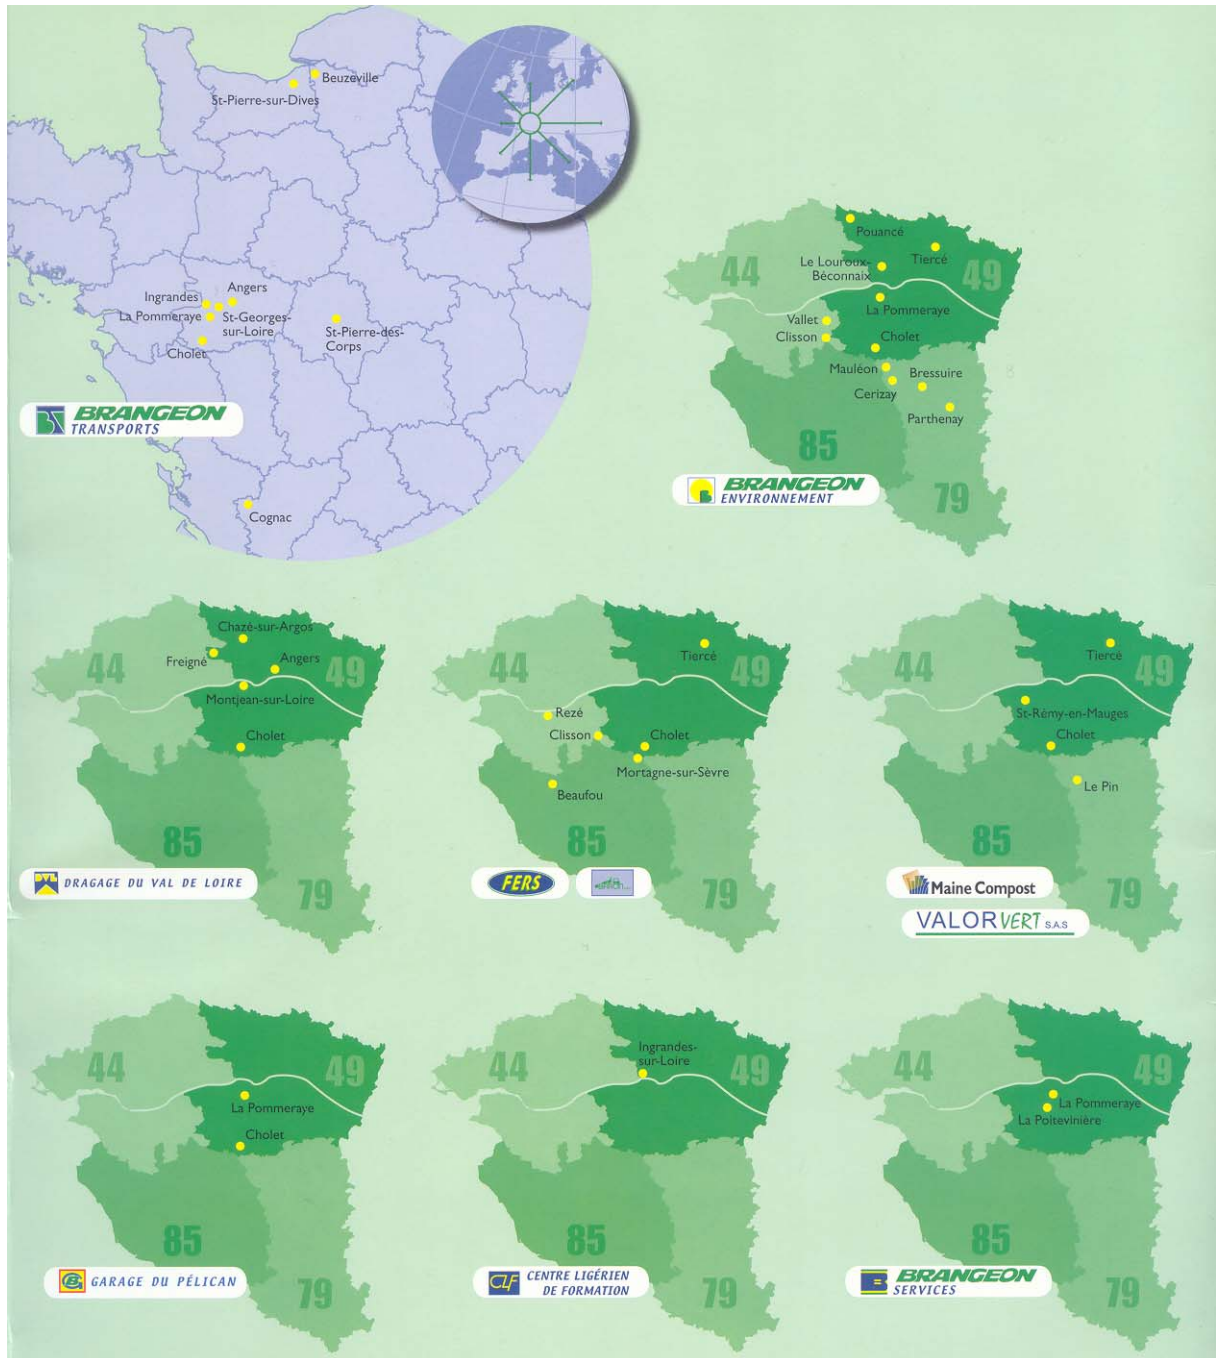 Beuzeville
St-Pierre-sur-Dives
Ingrandes
Angers
La Pommeraye
St-Georges-
sur-Loire
Cholet
St-Pierre-des-
Corps
BRANGEON
TRANSPORTS
Cognac
Pouancé
Tiercé
Le Louroux-
Béconnaix
44
49
La Pommeraye
Vallet
Clisson
Cholet
Mauléon
Bressuire
Cerizay
Parthenay
85
79
BRANGEON
ENVIRONNEMENT
Chazé-sur-Argos
Freigné
Angers
44
49
Montjean-sur-Loire
Cholet
85
79
DRAGAGE DU VAL DE LOIRE
Tiercé
44
49
Rezé
Clisson
Cholet
Mortagne-sur-Sèvre
Beaufou
85
79
FERS
Tiercé
44
49
St-Rémy-en-Mauges
Cholet
Le Pin
85
79
Maine Compost
VALORVERT S.A.S
44
49
La Pommeraye
Cholet
85
79
GARAGE DU PÉLICAN
Ingrandes-
sur-Loire
44
49
85
79
CLF CENTRE LIGÉRIEN
DE FORMATION
44
49
La Pommeraye
La Poitevinière
85
79
BRANGEON
SERVICES